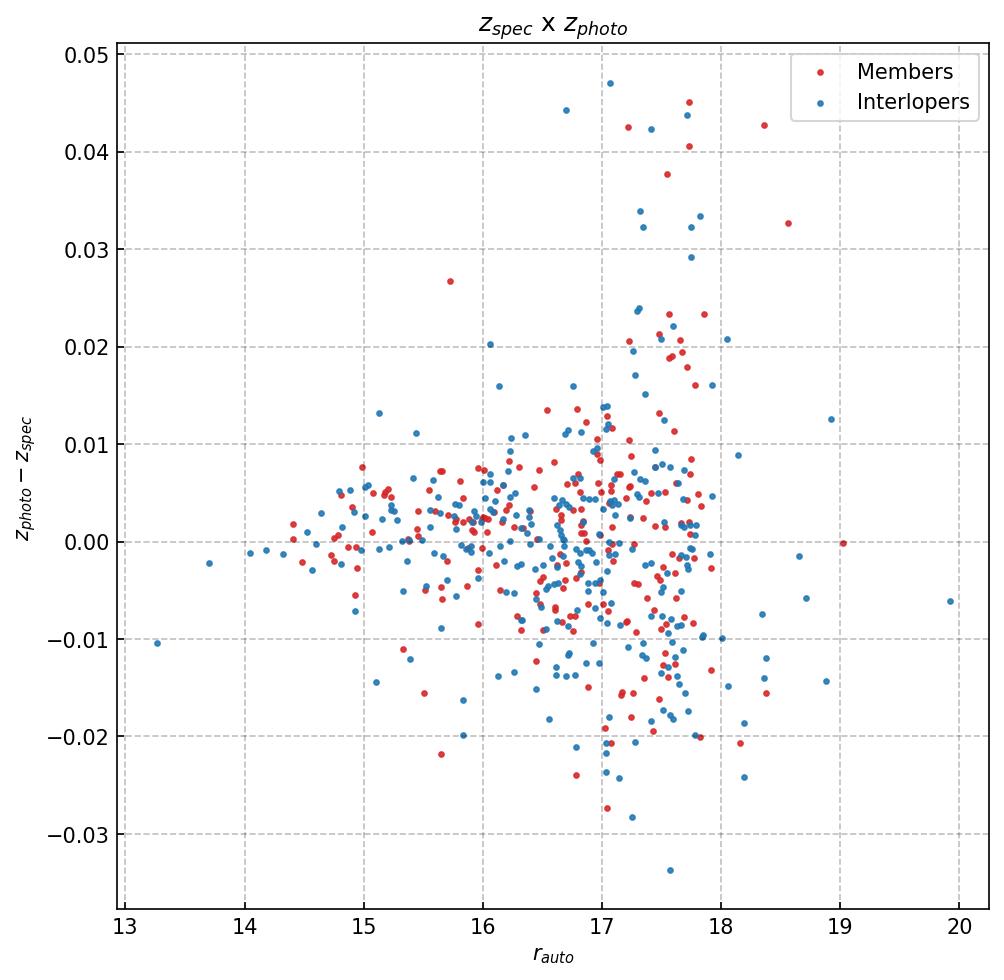 z_spec x z_photo
Members
Interlopers
z_photo − z_spec
0.05
0.04
0.03
0.02
0.01
0.00
−0.01
−0.02
−0.03
13 14 15 16 17 18 19 20
r_auto